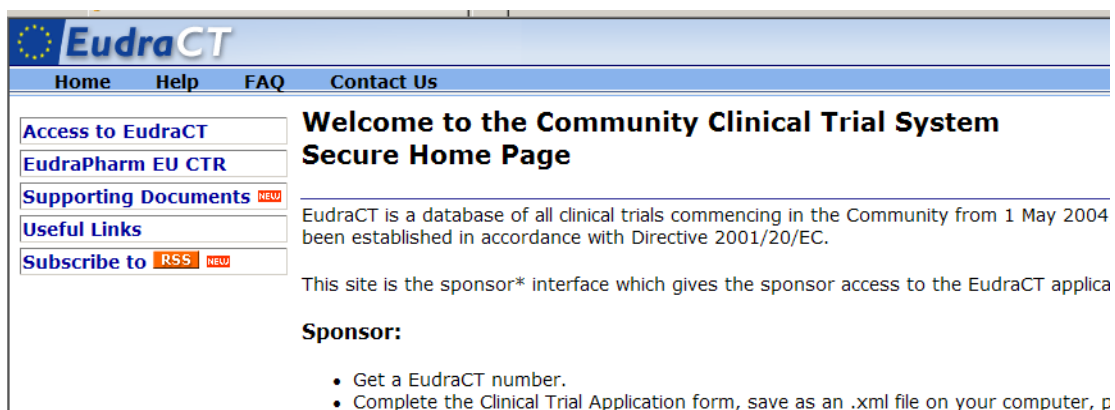 EudraCT
Home Help FAQ Contact Us
Access to EudraCT
EudraPharm EU CTR
Supporting Documents NEW
Useful Links
Subscribe to RSS NEW
Welcome to the Community Clinical Trial System
Secure Home Page
EudraCT is a database of all clinical trials commencing in the Community from 1 May 2004
been established in accordance with Directive 2001/20/EC.
This site is the sponsor* interface which gives the sponsor access to the EudraCT applica
Sponsor:
• Get a EudraCT number.
• Complete the Clinical Trial Application form, save as an .xml file on your computer, p